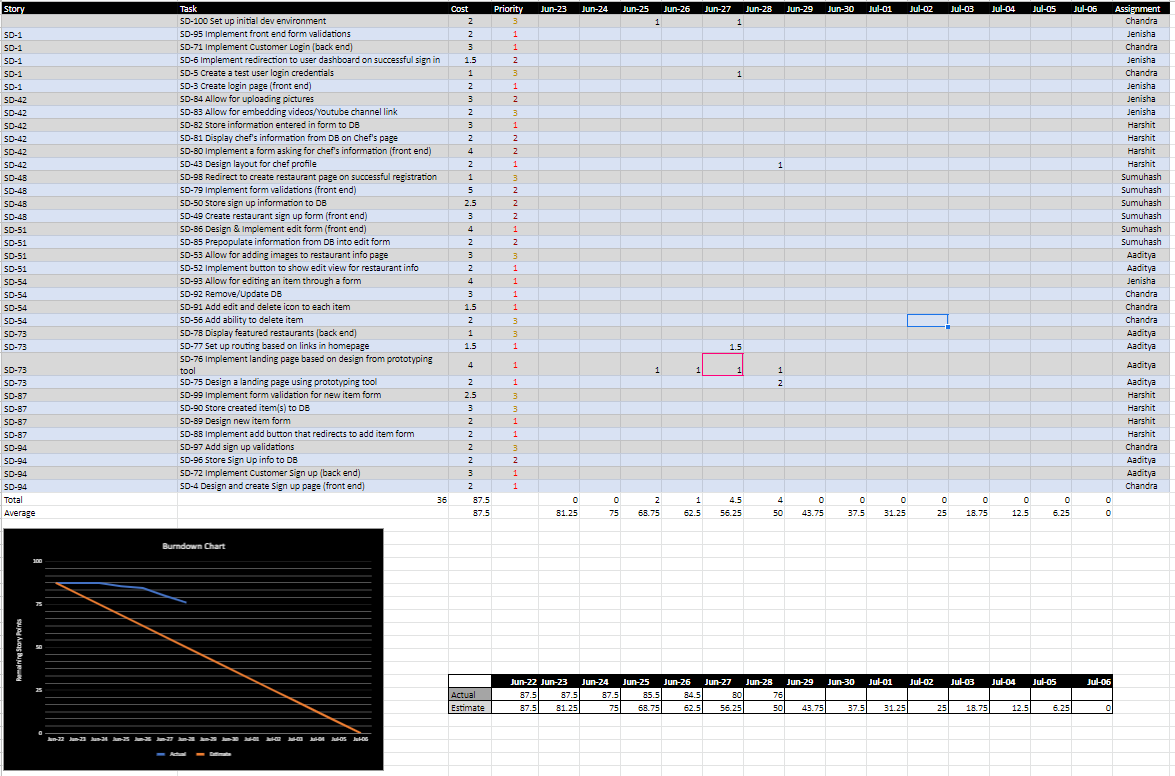 Story Task Cost Priority Jun-23 Jun-24 Jun-25 Jun-26 Jun-27 Jun-28 Jun-29 Jun-30 Jul-01 Jul-02 Jul-03 Jul-04 Jul-05 Jul-06 Assignment
SD-100 Set up initial dev environment 2 3 1 1 Chandra
SD-1 SD-95 Implement front end form validations 2 1 Jenisha
SD-1 SD-71 Implement Customer Login (back end) 3 1 Chandra
SD-1 SD-6 Implement redirection to user dashboard on successful sign in 1.5 2 Jenisha
SD-1 SD-5 Create a test user login credentials 1 3 1 Chandra
SD-1 SD-3 Create login page (front end) 2 1 Jenisha
SD-42 SD-84 Allow for uploading pictures 3 2 Jenisha
SD-42 SD-83 Allow for embedding videos/Youtube channel link 2 3 Jenisha
SD-42 SD-82 Store information entered in form to DB 3 1 Harshit
SD-42 SD-81 Display chef's information from DB on Chef's page 2 2 Harshit
SD-42 SD-80 Implement a form asking for chef's information (front end) 4 2 Harshit
SD-42 SD-43 Design layout for chef profile 2 1 1 Harshit
SD-48 SD-98 Redirect to create restaurant page on successful registration 1 3 Sumuhash
SD-48 SD-79 Implement form validations (front end) 5 2 Sumuhash
SD-48 SD-50 Store sign up information to DB 2.5 2 Sumuhash
SD-48 SD-49 Create restaurant sign up form (front end) 3 2 Sumuhash
SD-51 SD-86 Design & Implement edit form (front end) 4 1 Sumuhash
SD-51 SD-85 Prepopulate information from DB into edit form 2 2 Sumuhash
SD-51 SD-53 Allow for adding images to restaurant info page 3 3 Aaditya
SD-51 SD-52 Implement button to show edit view for restaurant info 2 1 Aaditya
SD-54 SD-93 Allow for editing an item through a form 4 1 Jenisha
SD-54 SD-92 Remove/Update DB 3 1 Chandra
SD-54 SD-91 Add edit and delete icon to each item 1.5 1 Chandra
SD-54 SD-56 Add ability to delete item 2 3 Chandra
SD-73 SD-78 Display featured restaurants (back end) 1 3 Aaditya
SD-73 SD-77 Set up routing based on links in homepage 1.5 1 1.5 Aaditya
SD-76 Implement landing page based on design from prototyping
SD-73 tool 4 1 1 1 1 1 Aaditya
SD-73 SD-75 Design a landing page using prototyping tool 2 1 2 Aaditya
SD-87 SD-99 Implement form validation for new item form 2.5 3 Harshit
SD-87 SD-90 Store created item(s) to DB 3 3 Harshit
SD-87 SD-89 Design new item form 2 1 Harshit
SD-87 SD-88 Implement add button that redirects to add item form 2 1 Harshit
SD-94 SD-97 Add sign up validations 2 3 Chandra
SD-94 SD-96 Store Sign Up info to DB 2 2 Aaditya
SD-94 SD-72 Implement Customer Sign up (back end) 3 1 Aaditya
SD-94 SD-4 Design and create Sign up page (front end) 2 1 Chandra
Total 36 87.5 0 0 2 1 4.5 4 0 0 0 0 0 0 0 0
Average 87.5 81.25 75 68.75 62.5 56.25 50 43.75 37.5 31.25 25 18.75 12.5 6.25 0
Burndown Chart
Remaining Story Points
100
75
50
25
0
Jun-22 Jun-23 Jun-24 Jun-25 Jun-26 Jun-27 Jun-28 Jun-29 Jun-30 Jul-01 Jul-02 Jul-03 Jul-04 Jul-05 Jul-06
Actual Estimate
Jun-22 Jun-23 Jun-24 Jun-25 Jun-26 Jun-27 Jun-28 Jun-29 Jun-30 Jul-01 Jul-02 Jul-03 Jul-04 Jul-05 Jul-06
Actual 87.5 87.5 87.5 85.5 84.5 80 76
Estimate 87.5 81.25 75 68.75 62.5 56.25 50 43.75 37.5 31.25 25 18.75 12.5 6.25 0